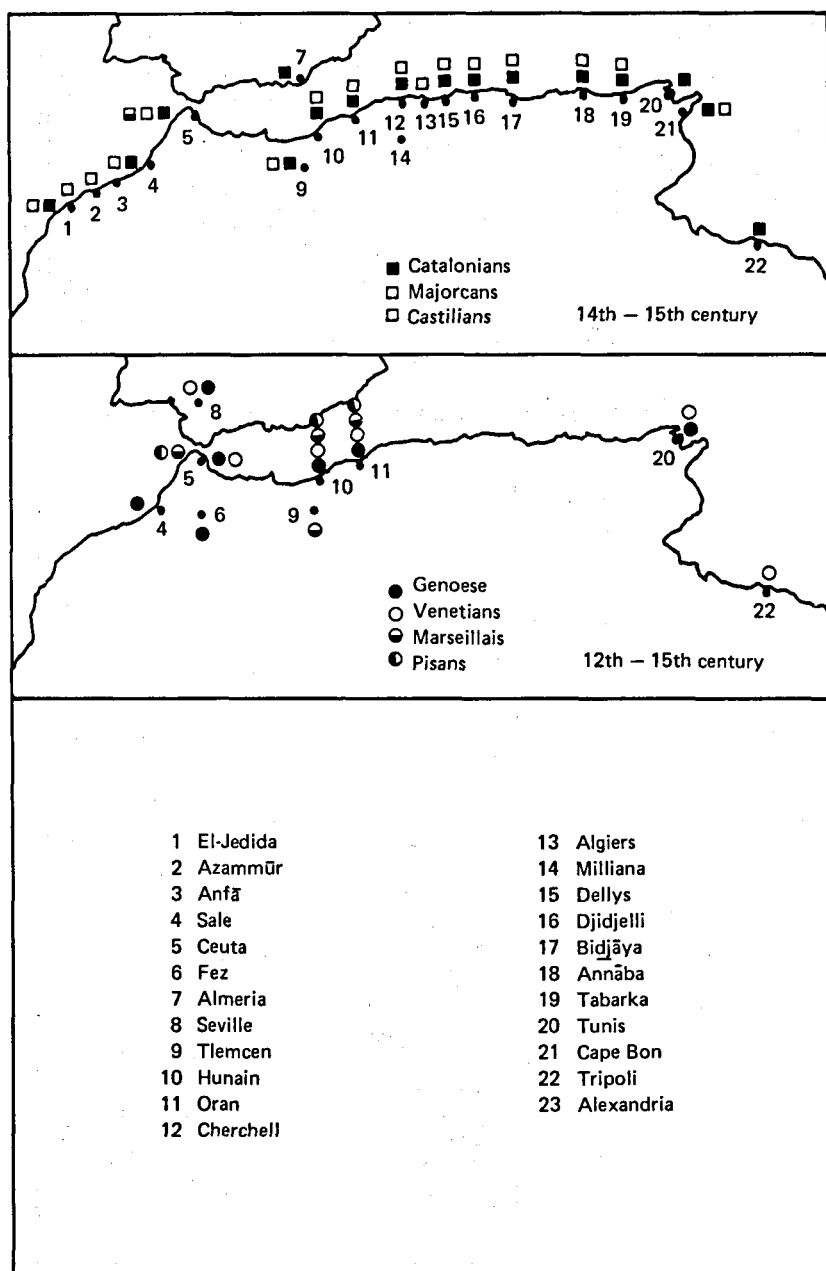 7
5
12
13
15
16
17
18
19
20
21
11
10
14
4
9
3
2
1
22
Catalonians
Majorcans
Castilians
14th – 15th century
8
5
20
11
10
4
6
9
22
Genoese
Venetians
Marseillais
Pisans
12th – 15th century
1 El-Jedida
2 Azammūr
3 Anfā
4 Sale
5 Ceuta
6 Fez
7 Almeria
8 Seville
9 Tlemcen
10 Hunain
11 Oran
12 Cherchell
13 Algiers
14 Milliana
15 Dellys
16 Djidjelli
17 Bidjāya
18 Annāba
19 Tabarka
20 Tunis
21 Cape Bon
22 Tripoli
23 Alexandria